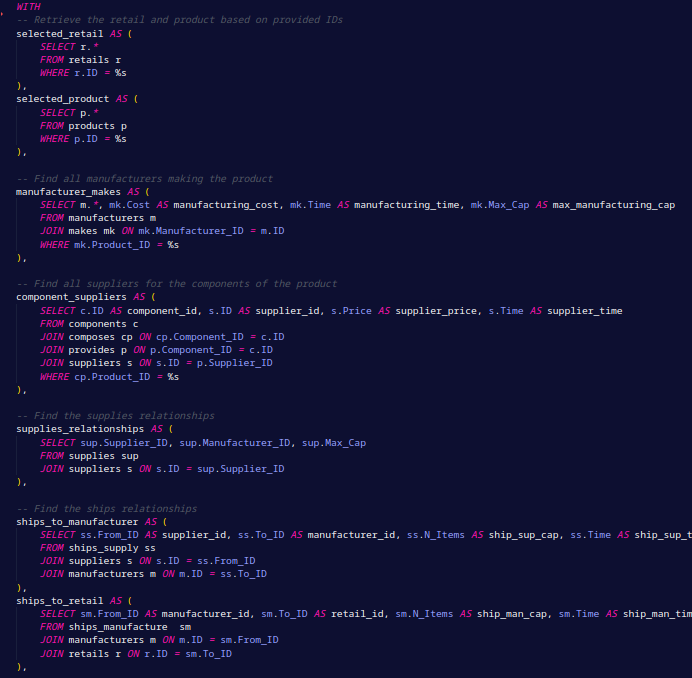 WITH
-- Retrieve the retail and product based on provided IDs
selected_retail AS (
SELECT r.*
FROM retails r
WHERE r.ID = %s
),
selected_product AS (
SELECT p.*
FROM products p
WHERE p.ID = %s
),
-- Find all manufacturers making the product
manufacturer_makes AS (
SELECT m.*, mk.Cost AS manufacturing_cost, mk.Time AS manufacturing_time, mk.Max_Cap AS max_manufacturing_cap
FROM manufacturers m
JOIN makes mk ON mk.Manufacturer_ID = m.ID
WHERE mk.Product_ID = %s
),
-- Find all suppliers for the components of the product
component_suppliers AS (
SELECT c.ID AS component_id, s.ID AS supplier_id, s.Price AS supplier_price, s.Time AS supplier_time
FROM components c
JOIN composes cp ON cp.Component_ID = c.ID
JOIN provides p ON p.Component_ID = c.ID
JOIN suppliers s ON s.ID = p.Supplier_ID
WHERE cp.Product_ID = %s
),
-- Find the supplies relationships
supplies_relationships AS (
SELECT sup.Supplier_ID, sup.Manufacturer_ID, sup.Max_Cap
FROM supplies sup
JOIN suppliers s ON s.ID = sup.Supplier_ID
),
-- Find the ships relationships
ships_to_manufacturer AS (
SELECT ss.From_ID AS supplier_id, ss.To_ID AS manufacturer_id, ss.N_Items AS ship_sup_cap, ss.Time AS ship_sup_t
FROM ships_supply ss
JOIN suppliers s ON s.ID = ss.From_ID
JOIN manufacturers m ON m.ID = ss.To_ID
),
ships_to_retail AS (
SELECT sm.From_ID AS manufacturer_id, sm.To_ID AS retail_id, sm.N_Items AS ship_man_cap, sm.Time AS ship_man_tim
FROM ships_manufacture  sm
JOIN manufacturers m ON m.ID = sm.From_ID
JOIN retails r ON r.ID = sm.To_ID
),